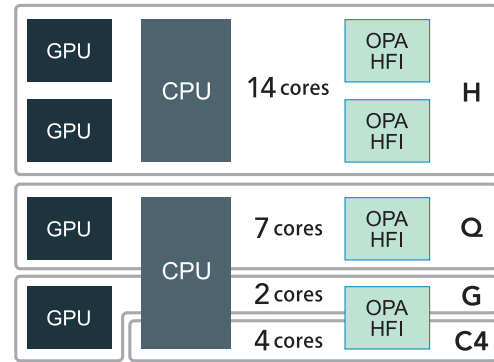 GPU
CPU
14 cores
OPA
HFI
H
GPU
OPA
HFI
GPU
CPU
7 cores
OPA
HFI
Q
GPU
2 cores
OPA
HFI
G
4 cores
C4